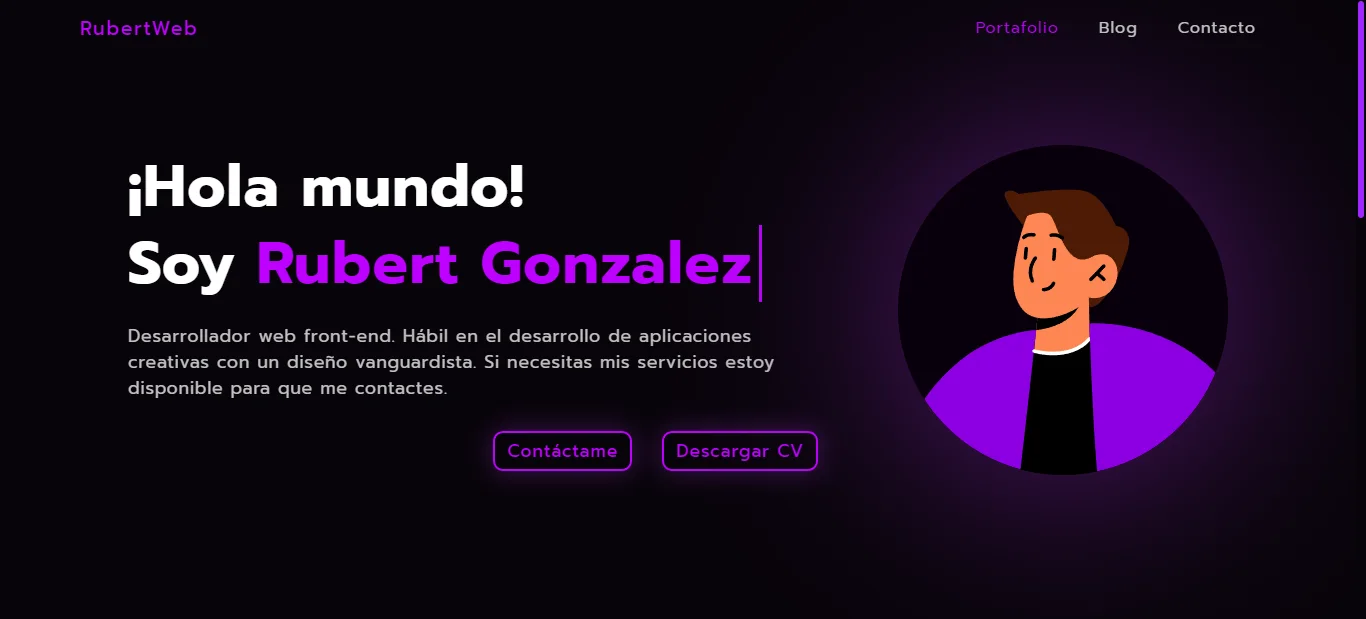 RubertWeb
Portafolio
Blog
Contacto
¡Hola mundo!
Soy Rubert Gonzalez
Desarrollador web front-end. Hábil en el desarrollo de aplicaciones
creativas con un diseño vanguardista. Si necesitas mis servicios estoy
disponible para que me contactes.
Contáctame
Descargar CV